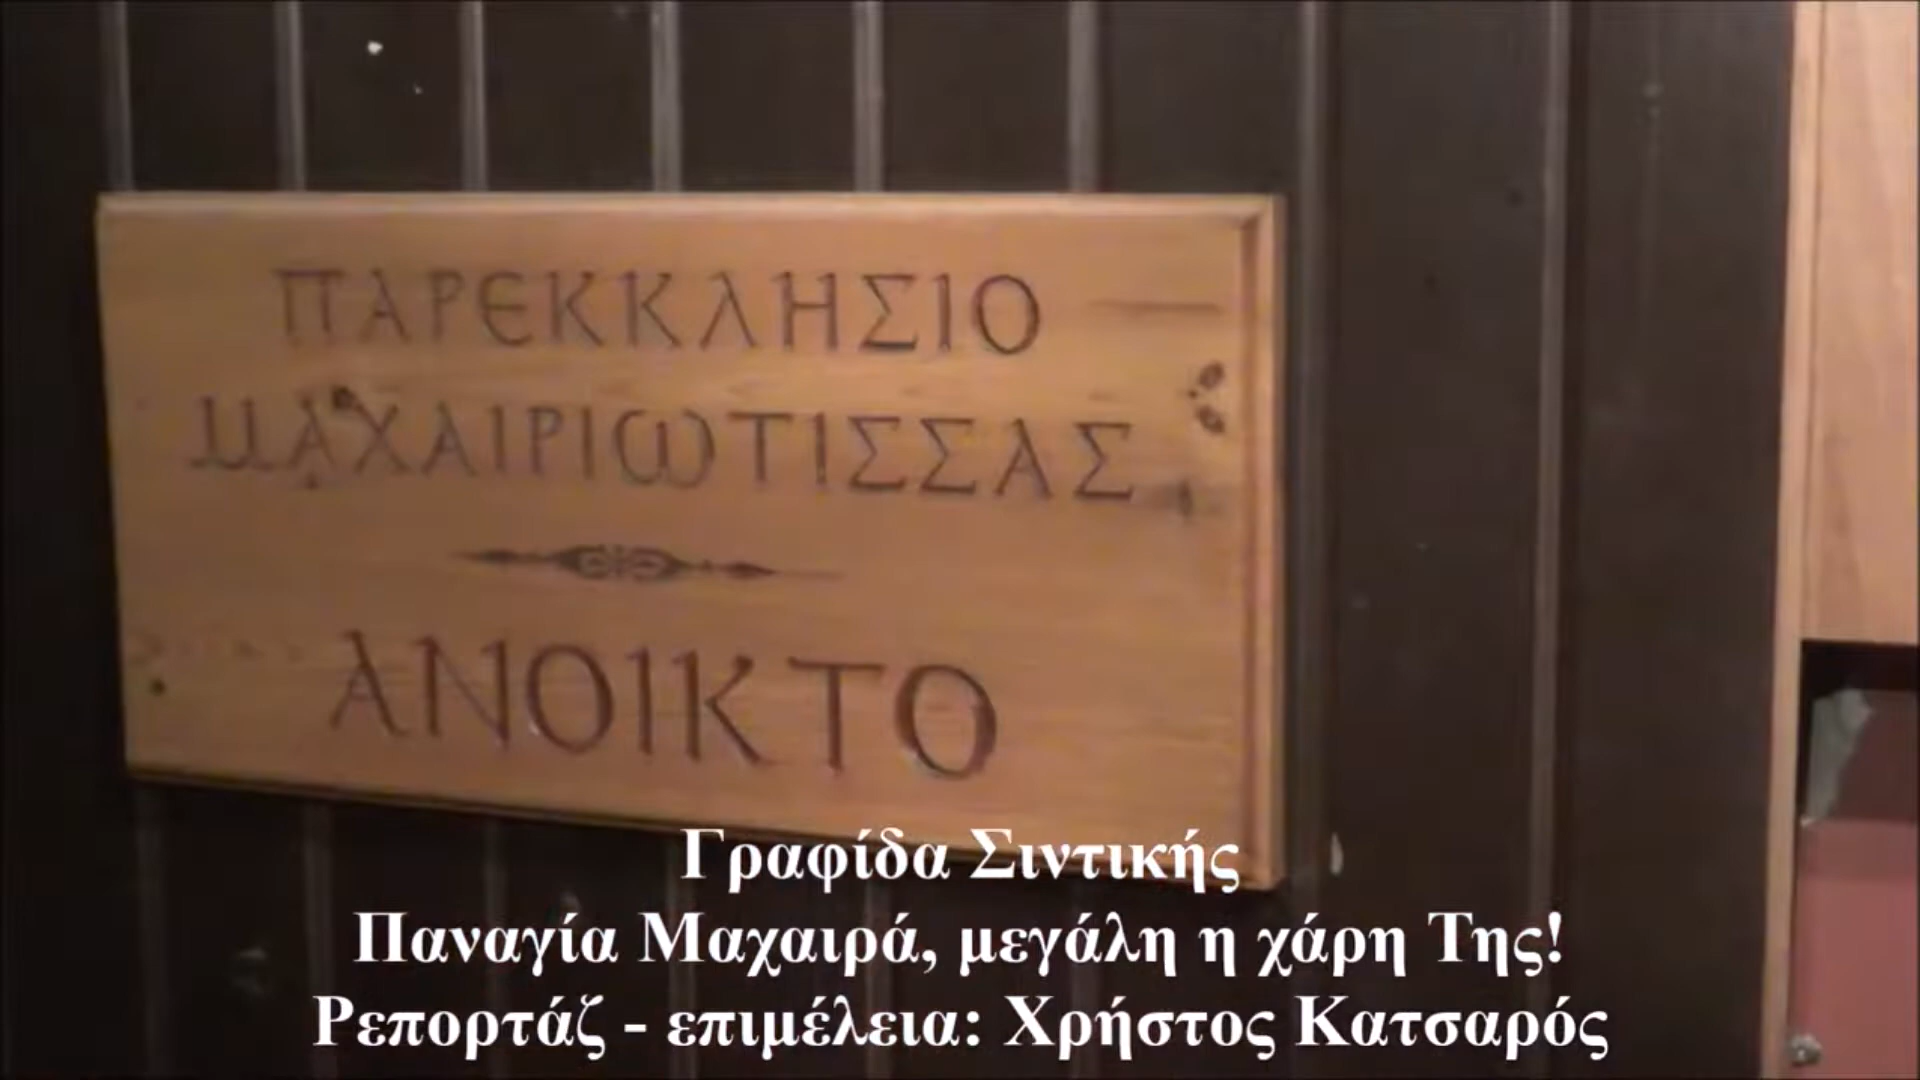 ΠΑΡΕΚΚΛΗΣΙΟ
ΜΑΧΑΙΡΙΩΤΙΣΣΑΣ
ΑΝΟΙΚΤΟ
Γραφίδα Σιντικής
Παναγία Μαχαιρά, μεγάλη η χάρη Της!
Ρεπορτάζ - επιμέλεια: Χρήστος Κατσαρός